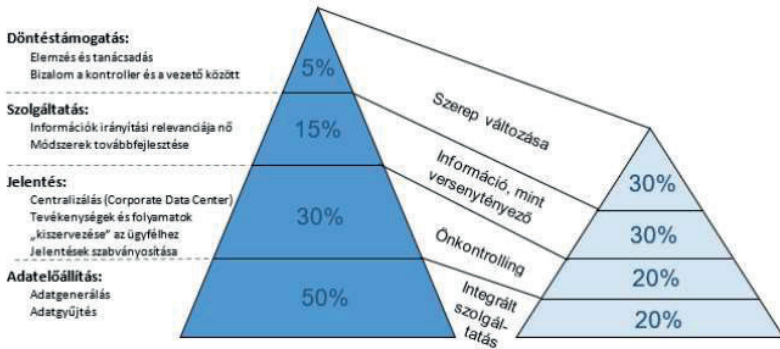 Döntéstámogatás:
Elemzés és tanácsadás
Bizalom a kontroller és a vezető között
Szolgáltatás:
Információk irányítási relevanciája nő
Módszerek továbbfejlesztése
Jelentés:
Centralizálás (Corporate Data Center)
Tevékenységek és folyamatok
„kiszervezése” az ügyfélhez
Jelentések szabványosítása
Adatelőállítás:
Adatgenerálás
Adatgyűjtés
5%
15%
30%
50%
Szerep változása
Információ, mint
versenytényező
Önkontrolling
Integrált
szolgál-
tatás
30%
30%
20%
20%